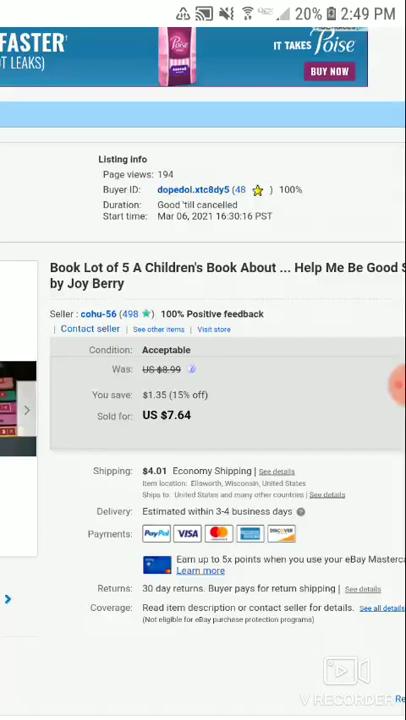 20% 2:49 PM
FASTER†
OT LEAKS)
Poise
IT TAKES Poise
BUY NOW
Listing info
Page views: 194
Buyer ID: dopedol.xtc8dy5 (48 ) 100%
Duration: Good 'till cancelled
Start time: Mar 06, 2021 16:30:16 PST
Book Lot of 5 A Children's Book About ... Help Me Be Good S
by Joy Berry
Seller : cohu-56 (498 ) 100% Positive feedback
Contact seller | See other items | Visit store
Condition: Acceptable
Was: US $8.99
You save: $1.35 (15% off)
Sold for: US $7.64
Shipping: $4.01 Economy Shipping | See details
Item location: Ellsworth, Wisconsin, United States
Ships to: United States and many other countries | See details
Delivery: Estimated within 3-4 business days
Payments: PayPal VISA DISCOVER
Earn up to 5x points when you use your eBay Masterca
Learn more
Returns: 30 day returns. Buyer pays for return shipping | See details
Coverage: Read item description or contact seller for details. See all details
(Not eligible for eBay purchase protection programs)
V RECORDER
Re